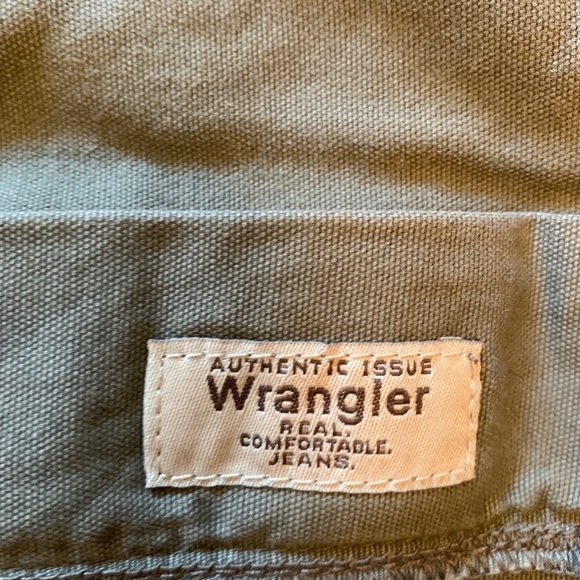 AUTHENTIC ISSUE
Wrangler
REAL.
COMFORTABLE.
JEANS.